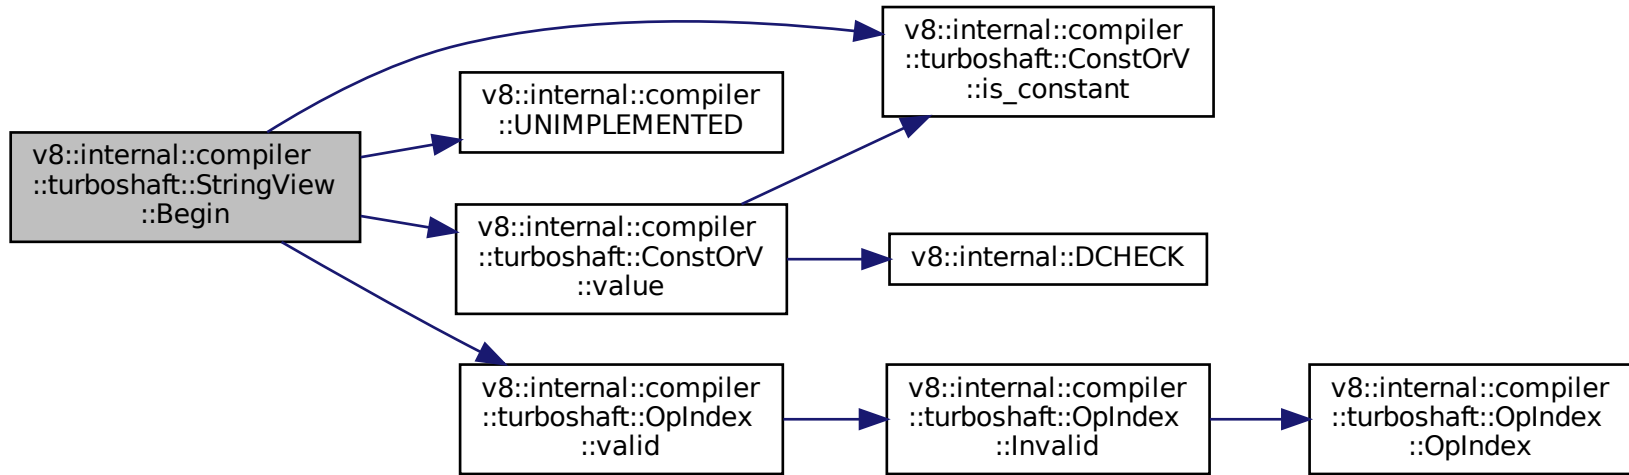 v8::internal::compiler
::turboshaft::StringView
::Begin
v8::internal::compiler
::UNIMPLEMENTED
v8::internal::compiler
::turboshaft::ConstOrV
::value
v8::internal::compiler
::turboshaft::OpIndex
::valid
v8::internal::compiler
::turboshaft::ConstOrV
::is_constant
v8::internal::DCHECK
v8::internal::compiler
::turboshaft::OpIndex
::Invalid
v8::internal::compiler
::turboshaft::OpIndex
::OpIndex